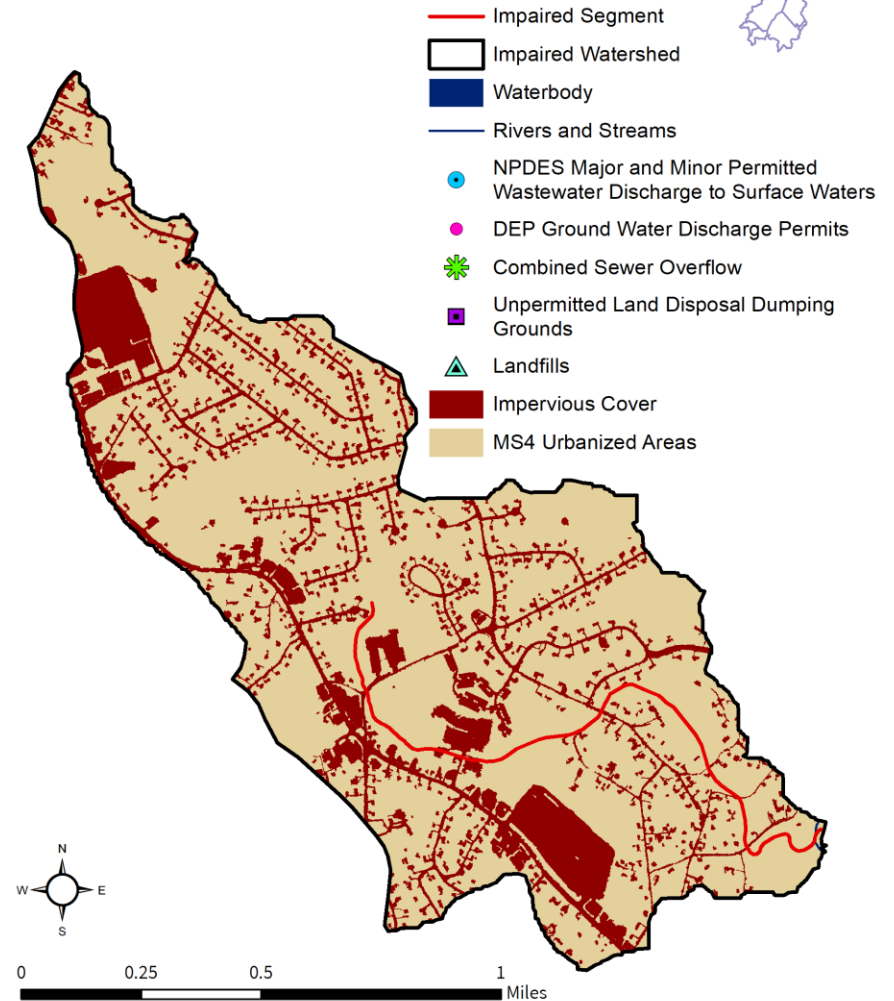 Impaired Segment
Impaired Watershed
Waterbody
Rivers and Streams
NPDES Major and Minor Permitted
Wastewater Discharge to Surface Waters
DEP Ground Water Discharge Permits
Combined Sewer Overflow
Unpermitted Land Disposal Dumping
Grounds
Landfills
Impervious Cover
MS4 Urbanized Areas
N
W E
S
0 0.25 0.5 1
Miles